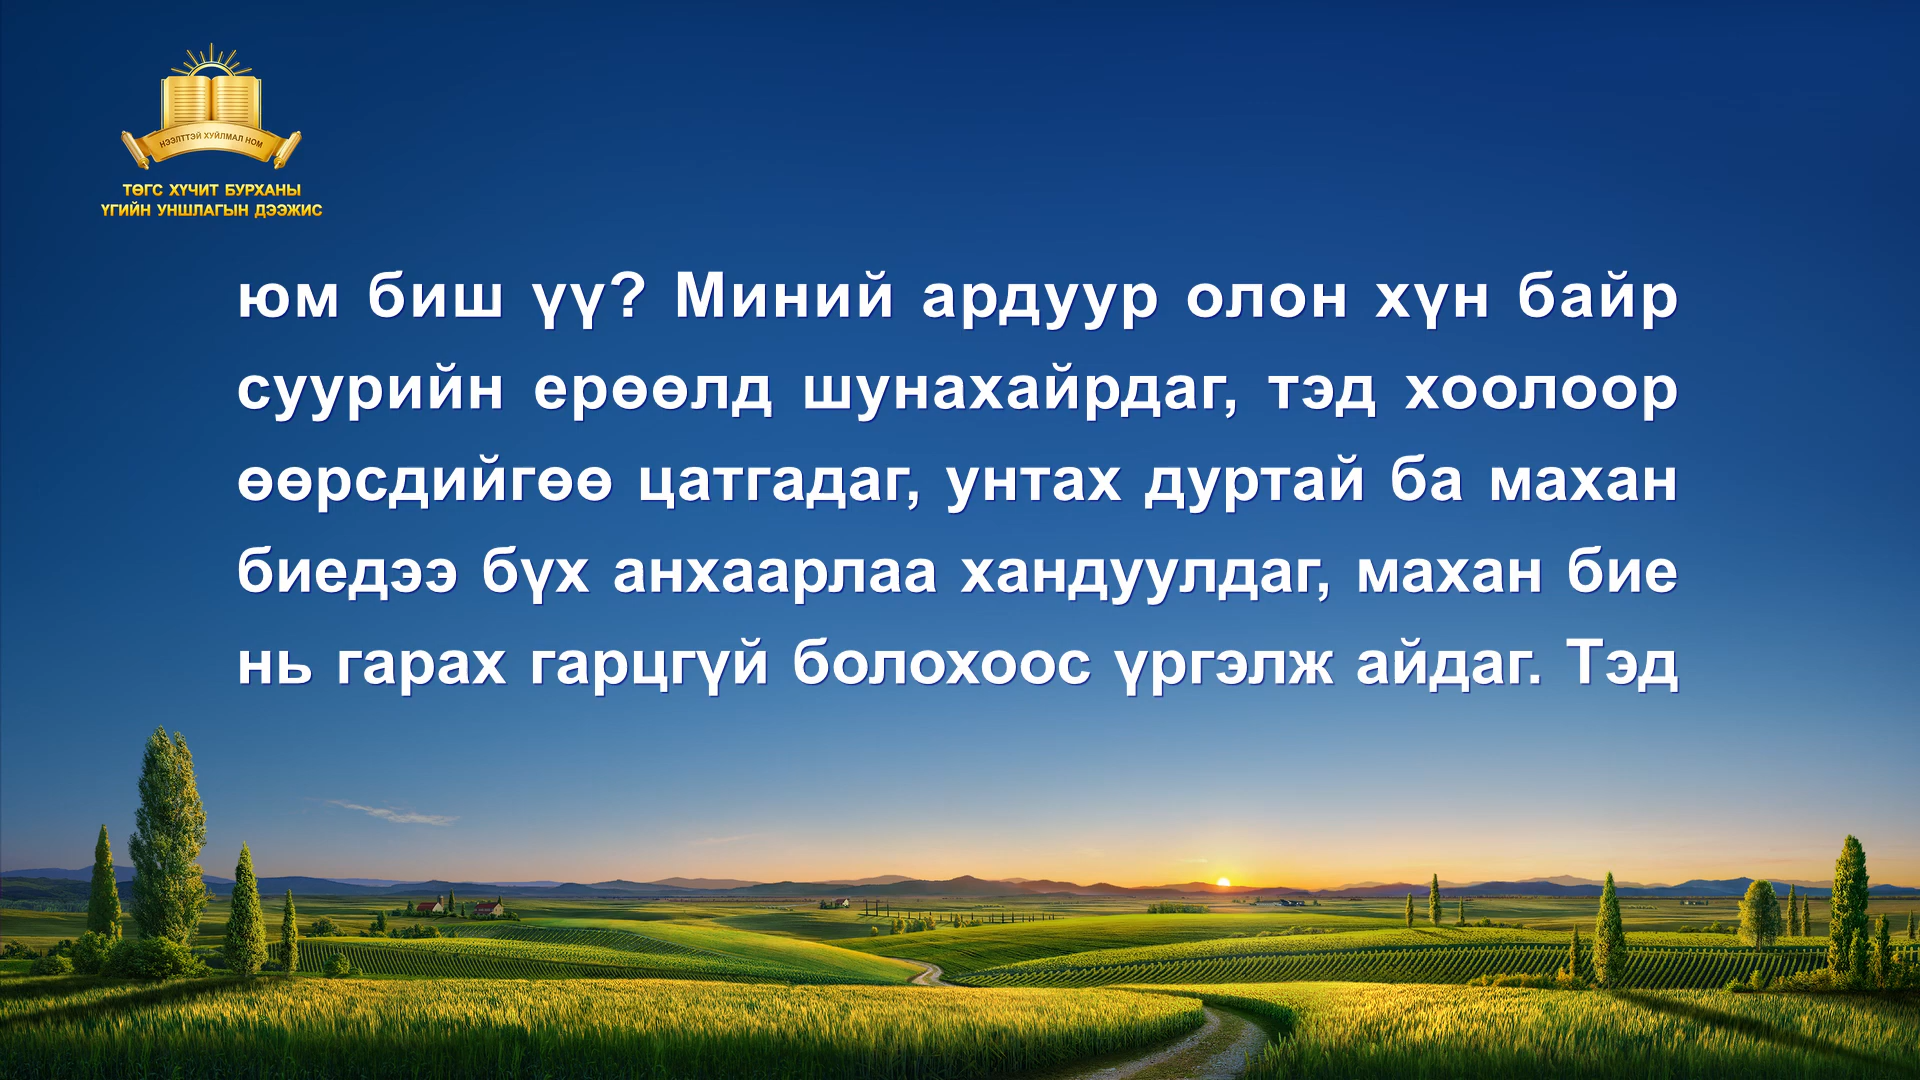 НЭЭЛТТЭЙ ХУЙЛМАЛ НОМ
ТӨГС ХҮЧИТ БУРХАНЫ
ҮГИЙН УНШЛАГЫН ДЭЭЖИС
юм биш үү? Миний ардуур олон хүн байр
суурийн ерөөлд шунахайрдаг, тэд хоолоор
өөрсдийгөө цатгадаг, унтах дуртай ба махан
биедээ бүх анхаарлаа хандуулдаг, махан бие
нь гарах гарцгүй болохоос үргэлж айдаг. Тэд